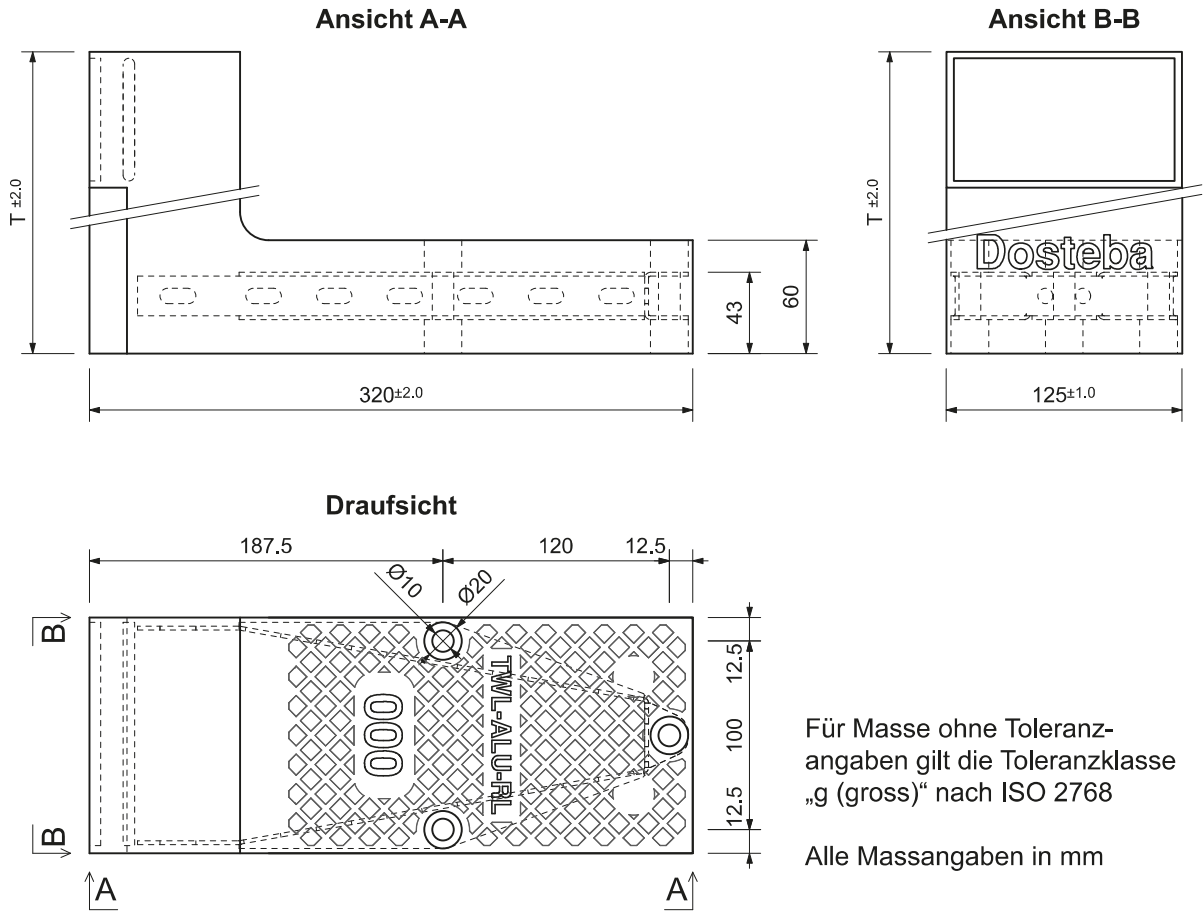 Ansicht A-A
Ansicht B-B
T ±2.0
43
60
320±2.0
T ±2.0
Dosteba
125±1.0
Draufsicht
187.5
120
12.5
Ø10
Ø20
B
B
000
TWL-ALU-RL
12.5
100
12.5
A
A
Für Masse ohne Toleranz-
angaben gilt die Toleranzklasse
„g (gross)“ nach ISO 2768
Alle Massangaben in mm